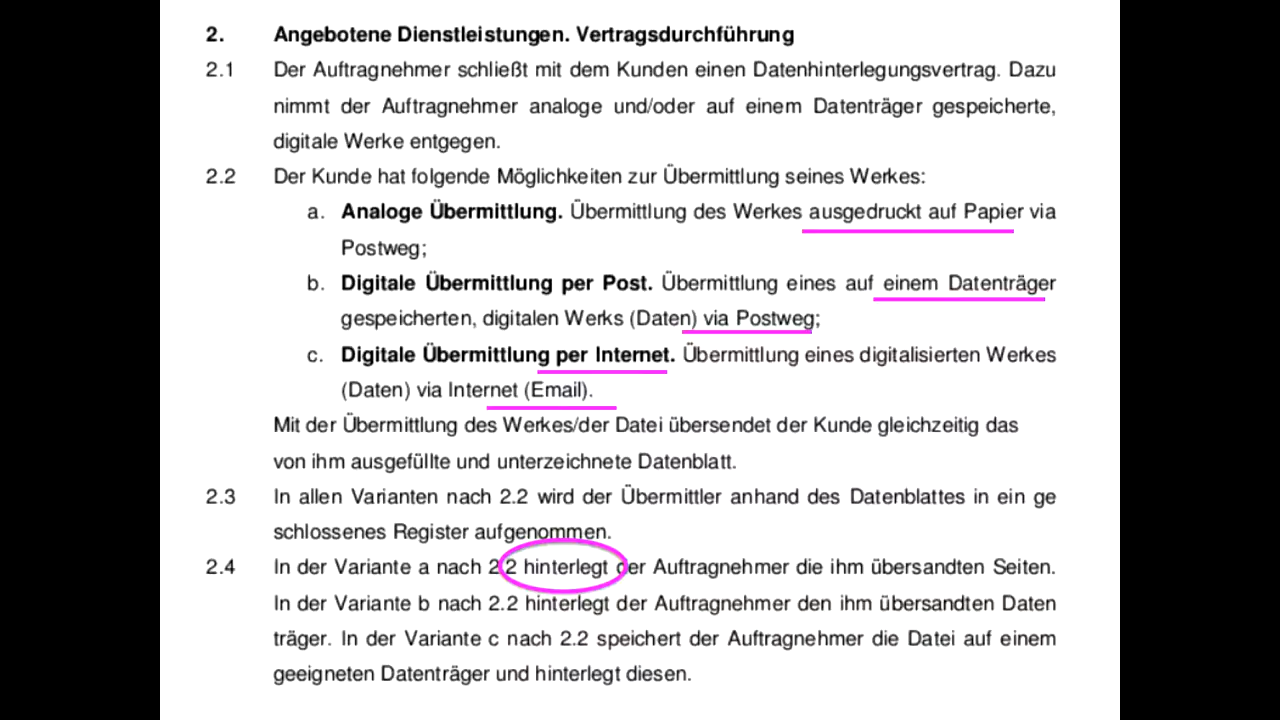 2. Angebotene Dienstleistungen. Vertragsdurchführung
2.1 Der Auftragnehmer schließt mit dem Kunden einen Datenhinterlegungsvertrag. Dazu
nimmt der Auftragnehmer analoge und/oder auf einem Datenträger gespeicherte,
digitale Werke entgegen.
2.2 Der Kunde hat folgende Möglichkeiten zur Übermittlung seines Werkes:
a. Analoge Übermittlung. Übermittlung des Werkes ausgedruckt auf Papier via
Postweg;
b. Digitale Übermittlung per Post. Übermittlung eines auf einem Datenträger
gespeicherten, digitalen Werks (Daten) via Postweg;
c. Digitale Übermittlung per Internet. Übermittlung eines digitalisierten Werkes
(Daten) via Internet (Email).
Mit der Übermittlung des Werkes/der Datei übersendet der Kunde gleichzeitig das
von ihm ausgefüllte und unterzeichnete Datenblatt.
2.3 In allen Varianten nach 2.2 wird der Übermittler anhand des Datenblattes in ein ge
schlossenes Register aufgenommen.
2.4 In der Variante a nach 2.2 hinterlegt der Auftragnehmer die ihm übersandten Seiten.
In der Variante b nach 2.2 hinterlegt der Auftragnehmer den ihm übersandten Daten
träger. In der Variante c nach 2.2 speichert der Auftragnehmer die Datei auf einem
geeigneten Datenträger und hinterlegt diesen.